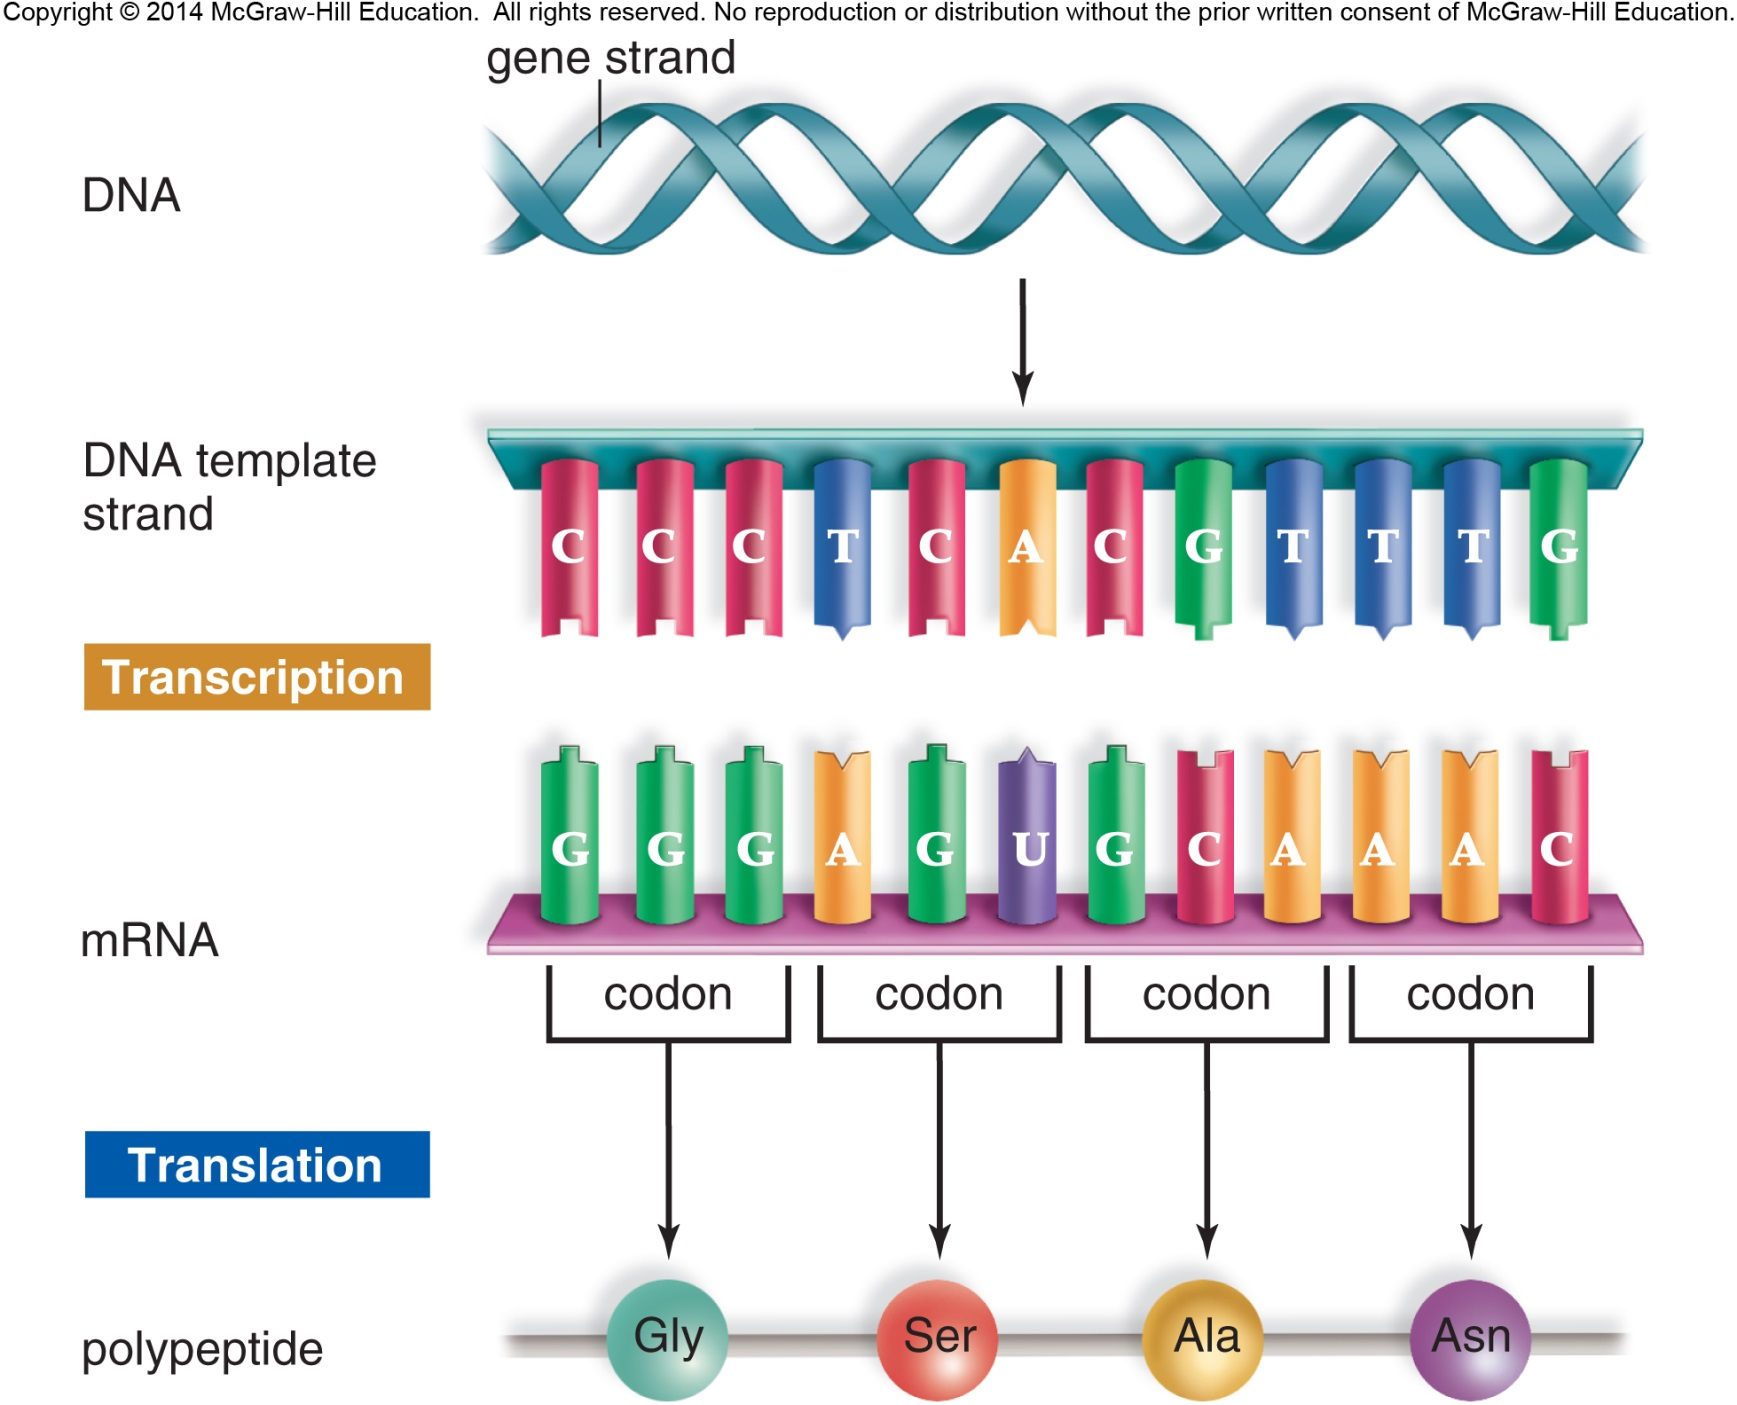 Copyright © 2014 McGraw-Hill Education.  All rights reserved. No reproduction or distribution without the prior written consent of McGraw-Hill Education.
gene strand
DNA
DNA template
strand
C C C T C A C G T T T G
Transcription
G G G A G U G C A A A C
mRNA
codon codon codon codon
Translation
polypeptide
Gly Ser Ala Asn